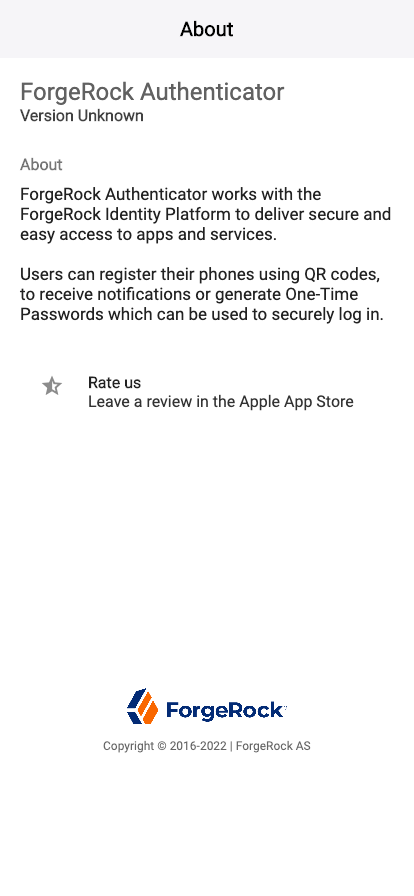 About
ForgeRock Authenticator
Version Unknown
About
ForgeRock Authenticator works with the
ForgeRock Identity Platform to deliver secure and
easy access to apps and services.
Users can register their phones using QR codes,
to receive notifications or generate One-Time
Passwords which can be used to securely log in.
Rate us
Leave a review in the Apple App Store
ForgeRock
Copyright © 2016-2022 | ForgeRock AS